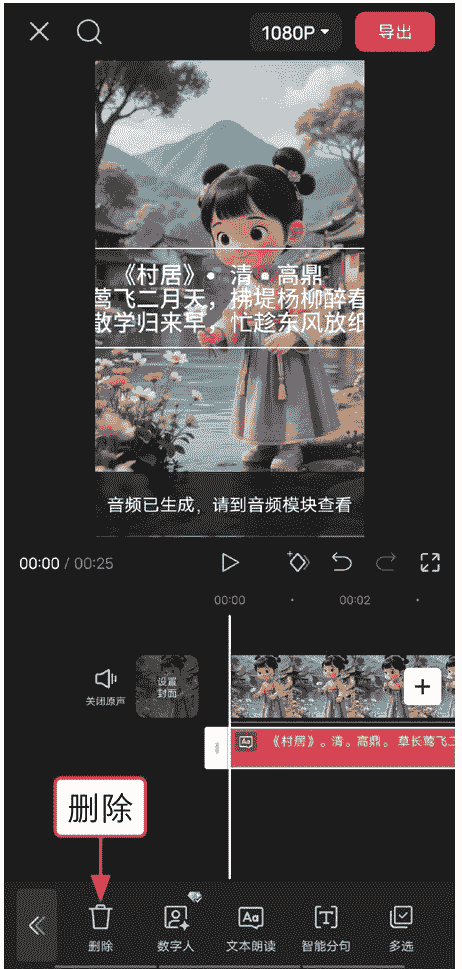 1080P
导出
《村居》• 清 • 高鼎
莺飞二月天，拂堤杨柳醉春
散学归来早，忙趁东风放纸
音频已生成，请到音频模块查看
00:00 / 00:25
00:00
00:02
关闭原声
设置
封面
《村居》。清。高鼎。 草长莺飞二
删除
删除
数字人
文本朗读
智能分句
多选